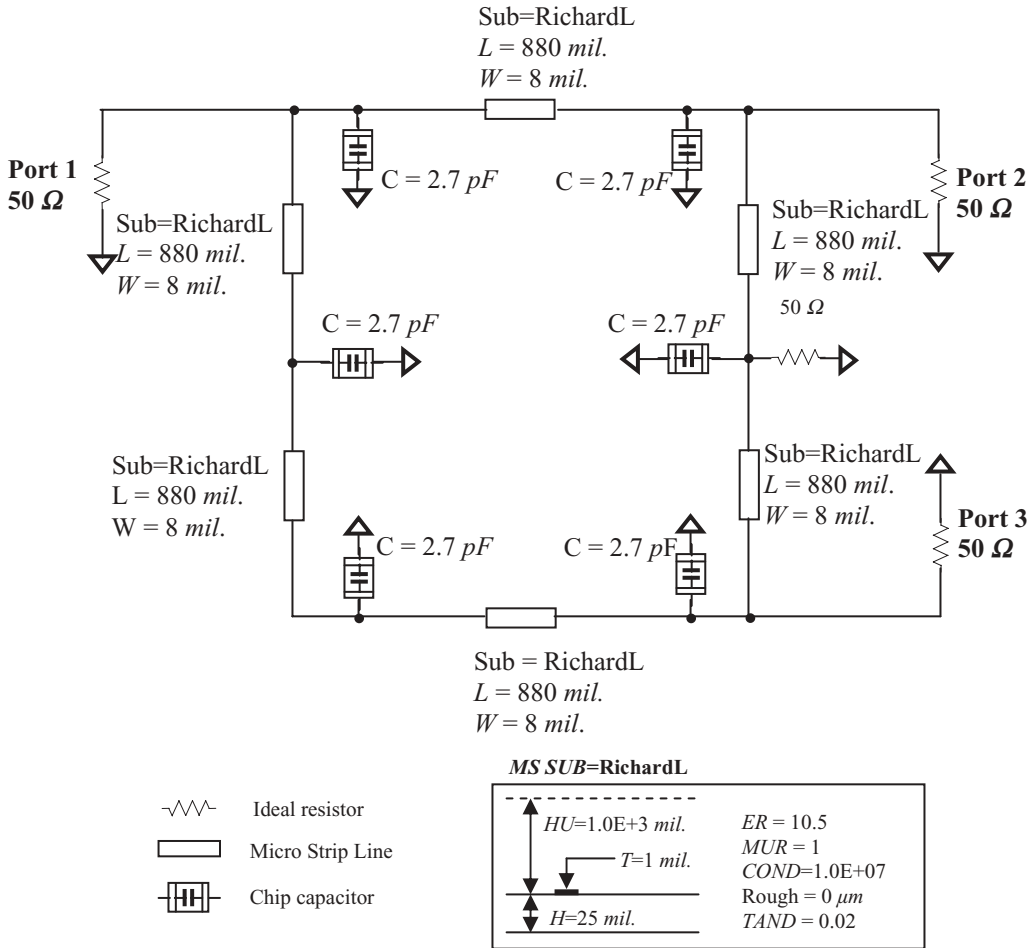 Sub=RichardL
L = 880 mil.
W = 8 mil.
Port 1
50 Ω
C = 2.7 pF
C = 2.7 pF
Port 2
50 Ω
Sub=RichardL
L = 880 mil.
W = 8 mil.
Sub=RichardL
L = 880 mil.
W = 8 mil.
50 Ω
C = 2.7 pF
C = 2.7 pF
Sub=RichardL
L = 880 mil.
W = 8 mil.
Sub=RichardL
L = 880 mil.
W = 8 mil.
Port 3
50 Ω
C = 2.7 pF
C = 2.7 pF
Sub = RichardL
L = 880 mil.
W = 8 mil.
MS SUB=RichardL
Ideal resistor
Micro Strip Line
Chip capacitor
HU=1.0E+3 mil.
T=1 mil.
H=25 mil.
ER = 10.5
MUR = 1
COND=1.0E+07
Rough = 0 μm
TAND = 0.02